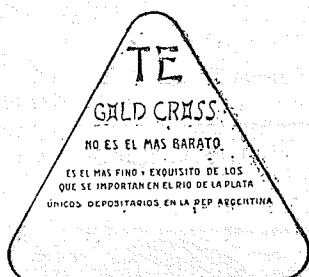 TE
GOLD CROSS
NO ES EL MAS BARATO
ES EL MAS FINO Y EXQUISITO DE LOS
QUE SE IMPORTAN EN EL RIO DE LA PLATA
ÚNICOS DEPOSITARIOS EN LA REP ARGENTINA